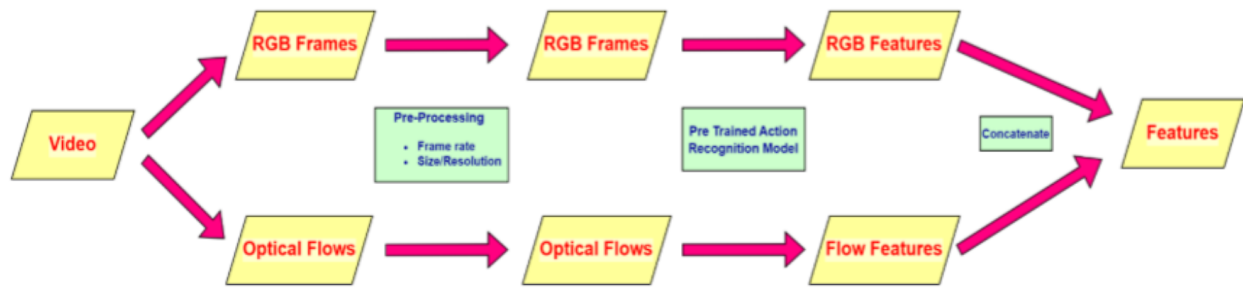 RGB Frames
RGB Frames
RGB Features
Video
Pre-Processing
• Frame rate
• Size/Resolution
Pre Trained Action
Recognition Model
Concatenate
Features
Optical Flows
Optical Flows
Flow Features